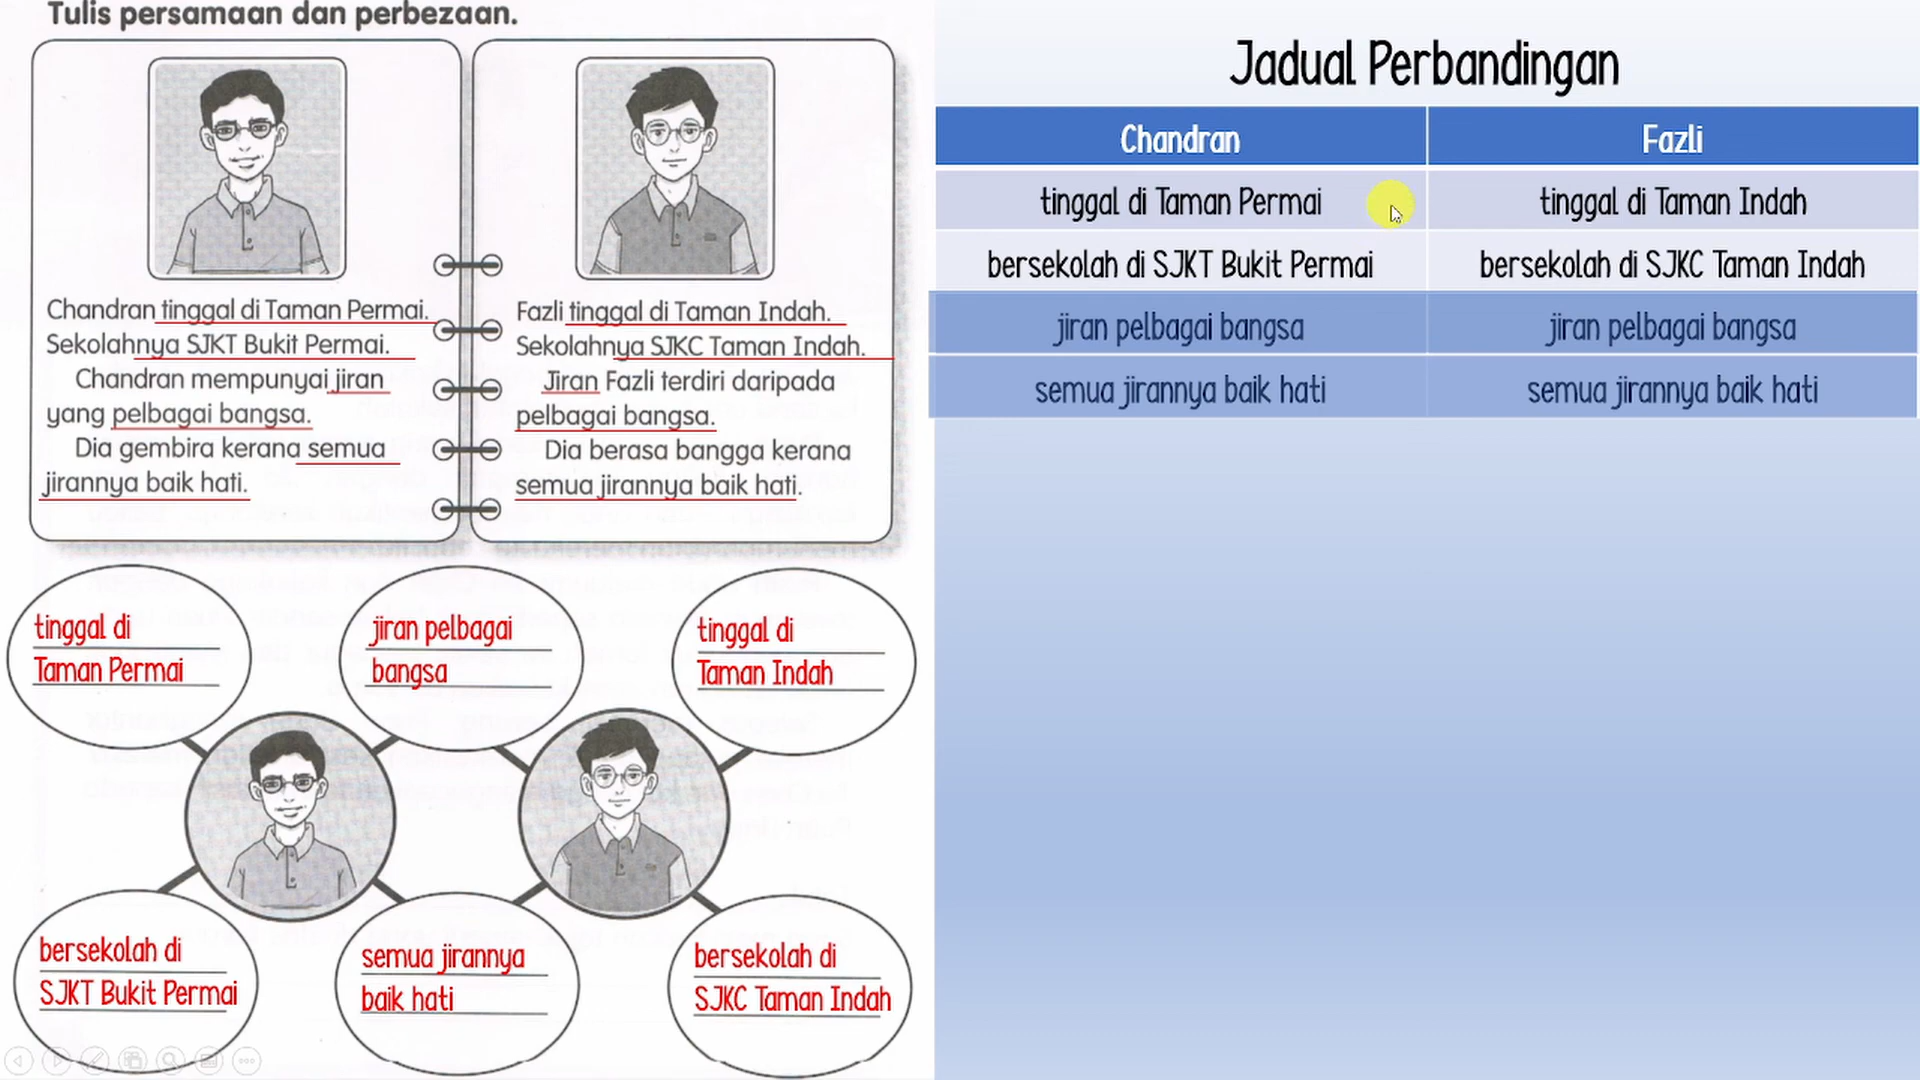 Tulis persamaan dan perbezaan.
Chandran tinggal di Taman Permai.
Sekolahnya SJKT Bukit Permai.
Chandran mempunyai jiran
yang pelbagai bangsa.
Dia gembira kerana semua
jirannya baik hati.
Fazli tinggal di Taman Indah.
Sekolahnya SJKC Taman Indah.
Jiran Fazli terdiri daripada
pelbagai bangsa.
Dia berasa bangga kerana
semua jirannya baik hati.
tinggal di
Taman Permai
jiran pelbagai
bangsa
tinggal di
Taman Indah
bersekolah di
SJKT Bukit Permai
semua jirannya
baik hati
bersekolah di
SJKC Taman Indah
Jadual Perbandingan
Chandran Fazli
tinggal di Taman Permai tinggal di Taman Indah
bersekolah di SJKT Bukit Permai bersekolah di SJKC Taman Indah
jiran pelbagai bangsa jiran pelbagai bangsa
semua jirannya baik hati semua jirannya baik hati